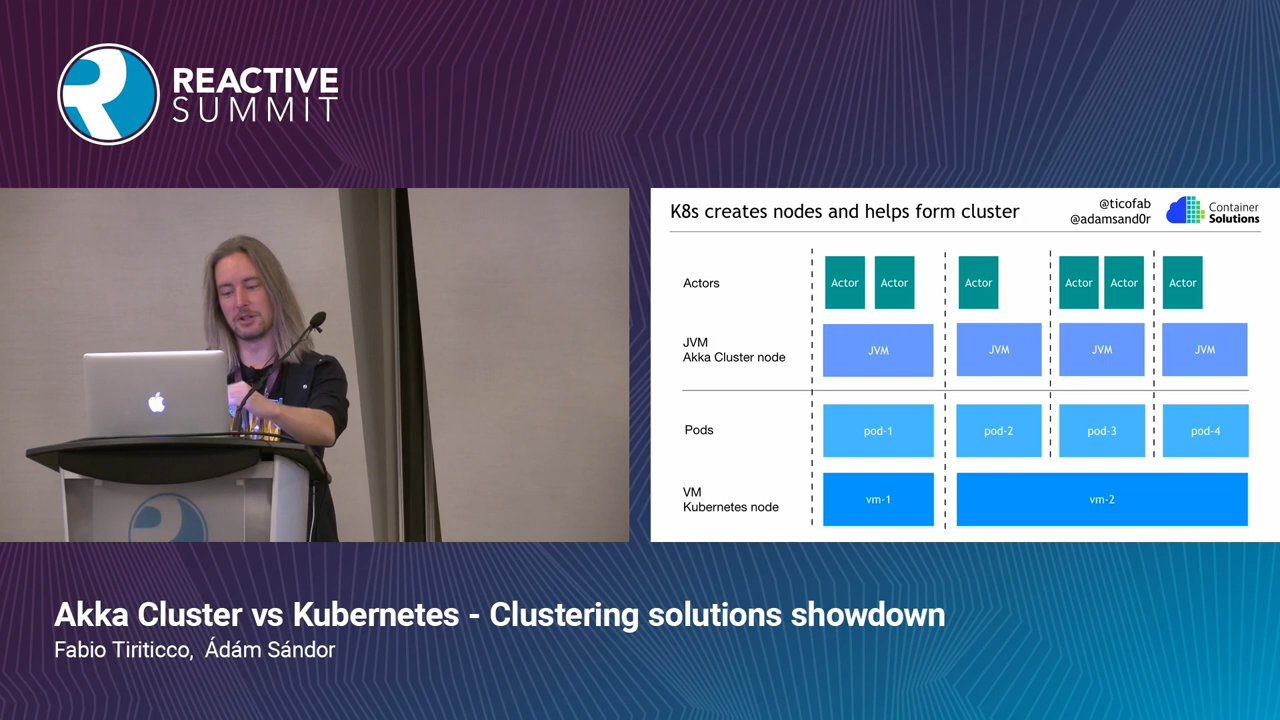 REACTIVE
SUMMIT
K8s creates nodes and helps form cluster
@ticofab
@adamsand0r
Container
Solutions
Actors
Actor Actor Actor Actor Actor Actor
JVM
Akka Cluster node
JVM JVM JVM JVM
Pods
pod-1 pod-2 pod-3 pod-4
VM
Kubernetes node
vm-1 vm-2
Akka Cluster vs Kubernetes - Clustering solutions showdown
Fabio Tiriticco, Ádám Sándor